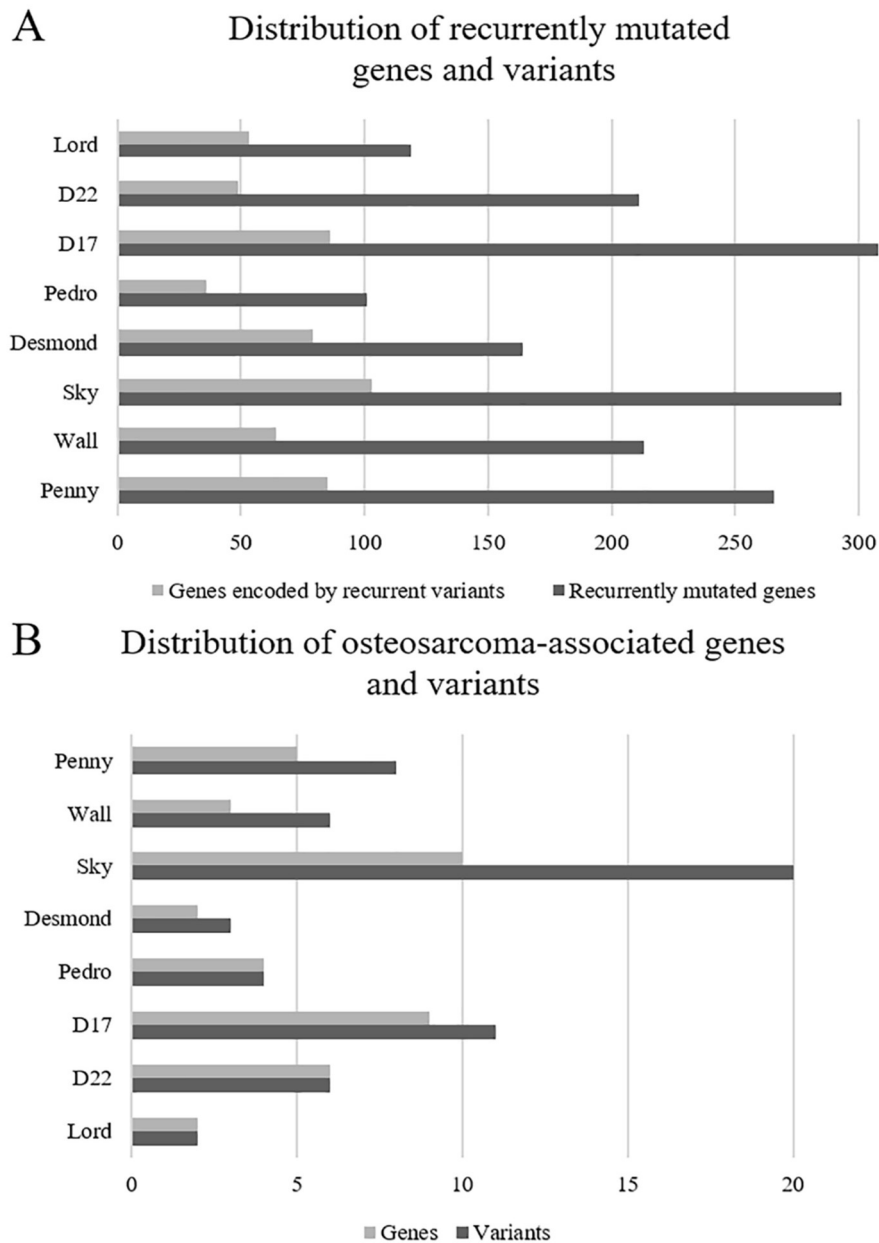 A
Distribution of recurrently mutated
genes and variants
Lord
D22
D17
Pedro
Desmond
Sky
Wall
Penny
0 50 100 150 200 250 300
Genes encoded by recurrent variants Recurrently mutated genes
B
Distribution of osteosarcoma-associated genes
and variants
Penny
Wall
Sky
Desmond
Pedro
D17
D22
Lord
0 5 10 15 20
Genes Variants